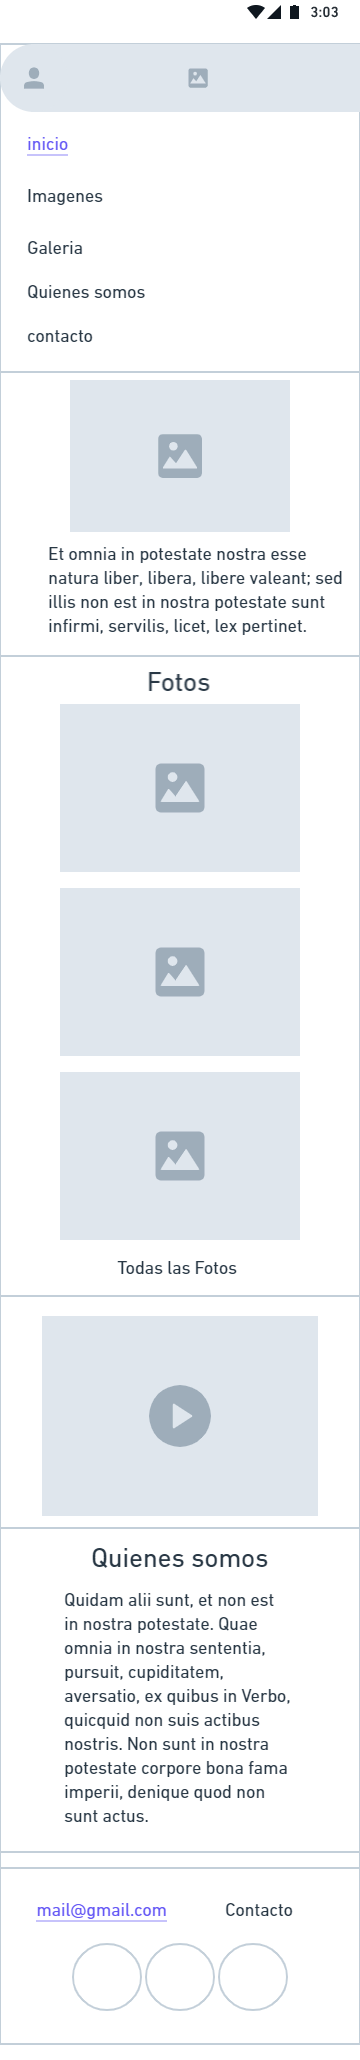 3:03
inicio
Imagenes
Galeria
Quienes somos
contacto
Et omnia in potestate nostra esse
natura liber, libera, libere valeant; sed
illis non est in nostra potestate sunt
infirmi, servilis, licet, lex pertinet.
Fotos
Todas las Fotos
Quienes somos
Quidam alii sunt, et non est
in nostra potestate. Quae
omnia in nostra sententia,
pursuit, cupiditatem,
aversatio, ex quibus in Verbo,
quicquid non suis actibus
nostris. Non sunt in nostra
potestate corpore bona fama
imperii, denique quod non
sunt actus.
mail@gmail.com Contacto